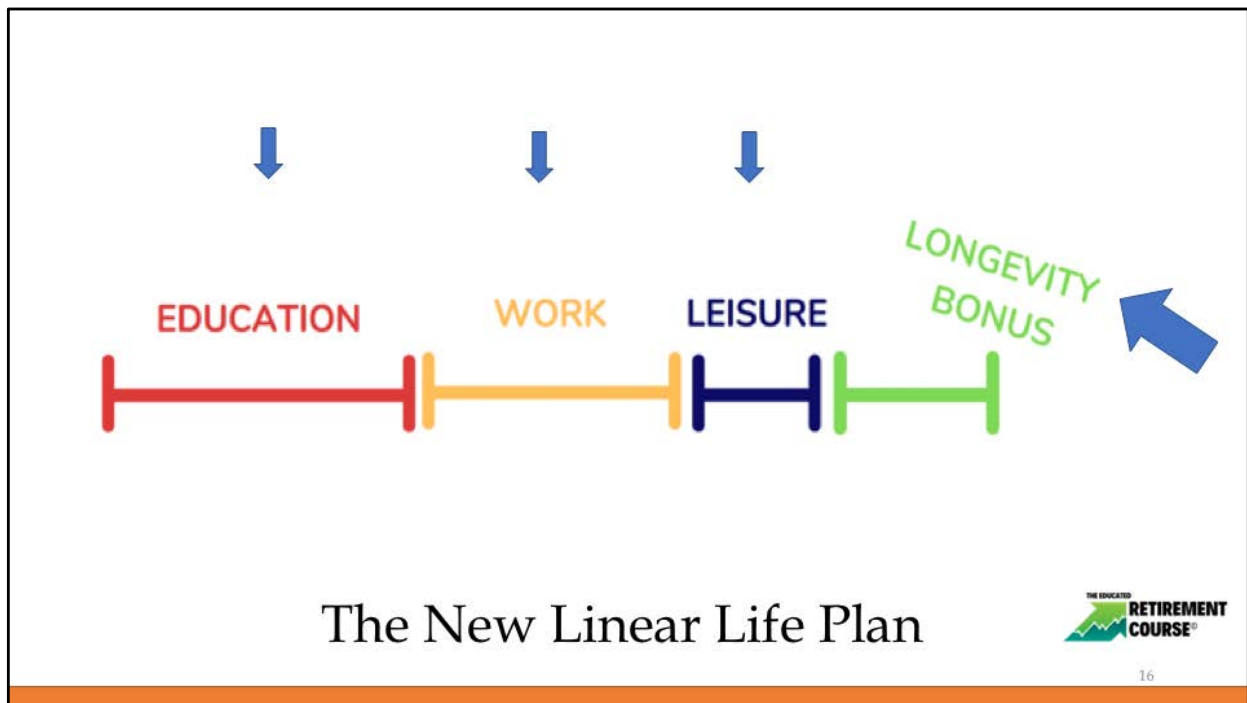 EDUCATION
WORK
LEISURE
LONGEVITY
BONUS
The New Linear Life Plan
THE EDUCATED
RETIREMENT
COURSE©
16